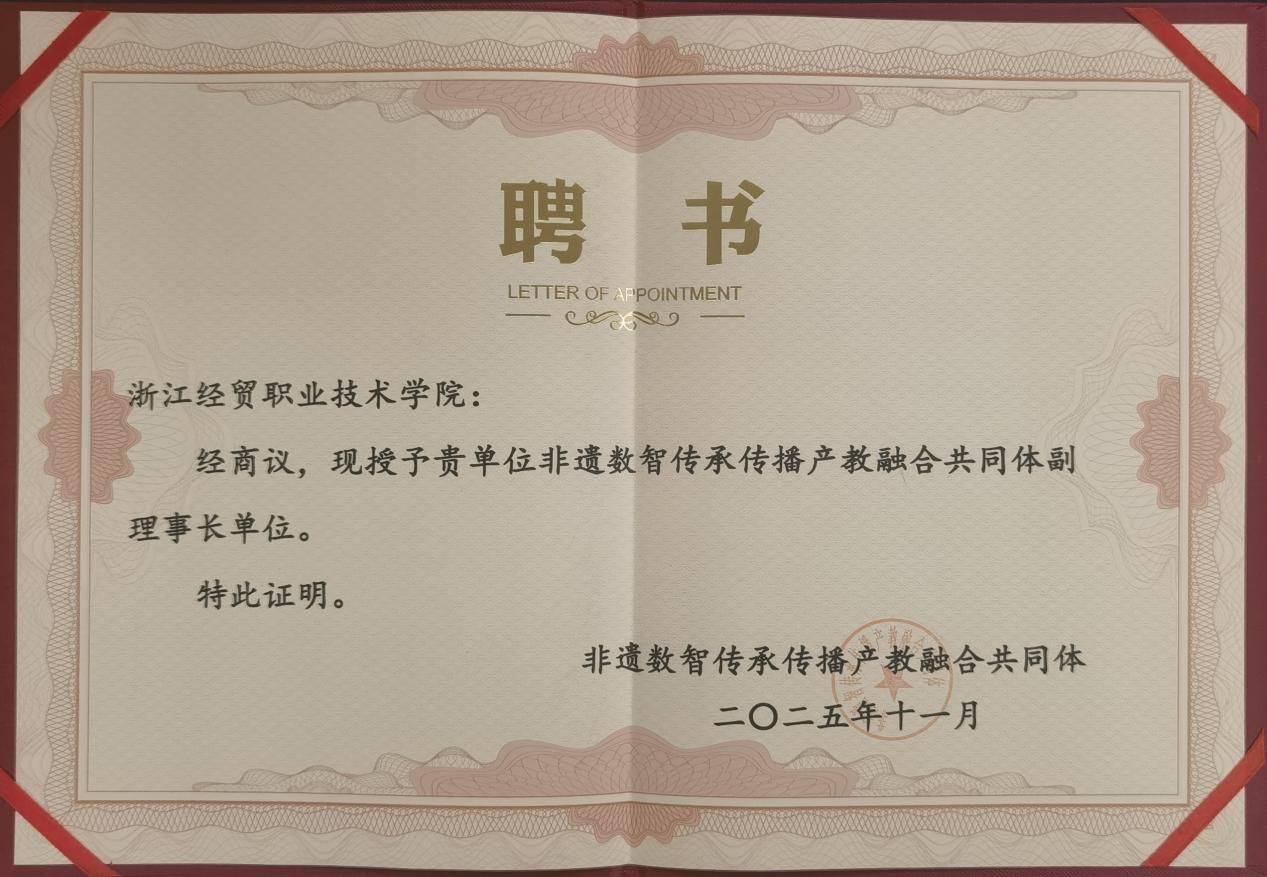 聘 书
LETTER OF APPOINTMENT
浙江经贸职业技术学院：
经商议，现授予贵单位非遗数智传承传播产教融合共同体副
理事长单位。
特此证明。
非遗数智传承传播产教融合共同体
二〇二五年十一月